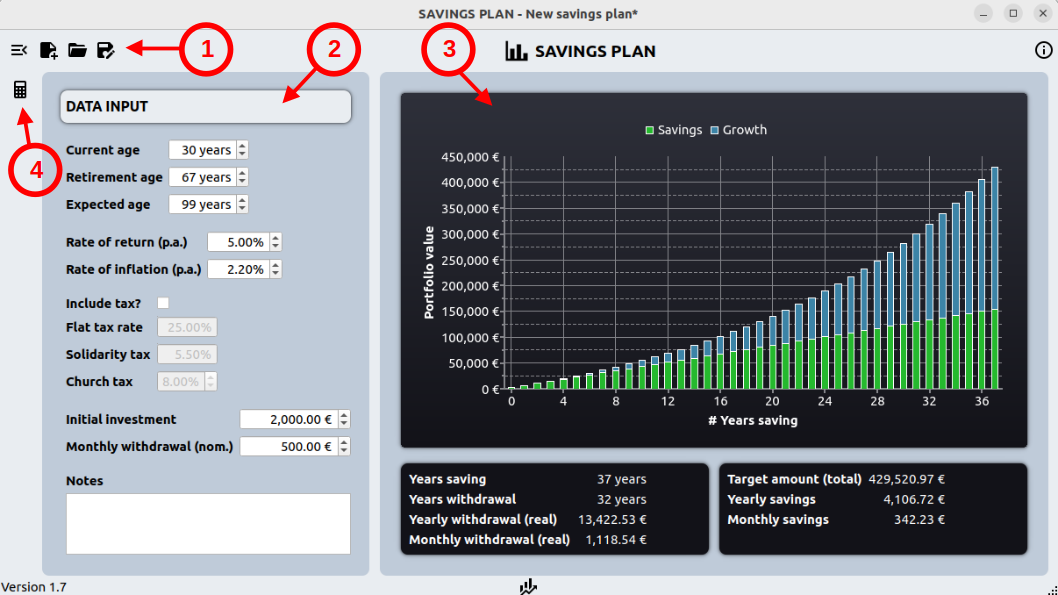 SAVINGS PLAN - New savings plan*
1
2
3
4
SAVINGS PLAN
DATA INPUT
Current age 30 years
Retirement age 67 years
Expected age 99 years
Rate of return (p.a.) 5.00%
Rate of inflation (p.a.) 2.20%
Include tax?
Flat tax rate 25.00%
Solidarity tax 5.50%
Church tax 8.00%
Initial investment 2,000.00 €
Monthly withdrawal (nom.) 500.00 €
Notes
Savings Growth
Portfolio value
450,000 €
400,000 €
350,000 €
300,000 €
250,000 €
200,000 €
150,000 €
100,000 €
50,000 €
0 €
0 4 8 12 16 20 24 28 32 36
# Years saving
Years saving 37 years
Years withdrawal 32 years
Yearly withdrawal (real) 13,422.53 €
Monthly withdrawal (real) 1,118.54 €
Target amount (total) 429,520.97 €
Yearly savings 4,106.72 €
Monthly savings 342.23 €
Version 1.7